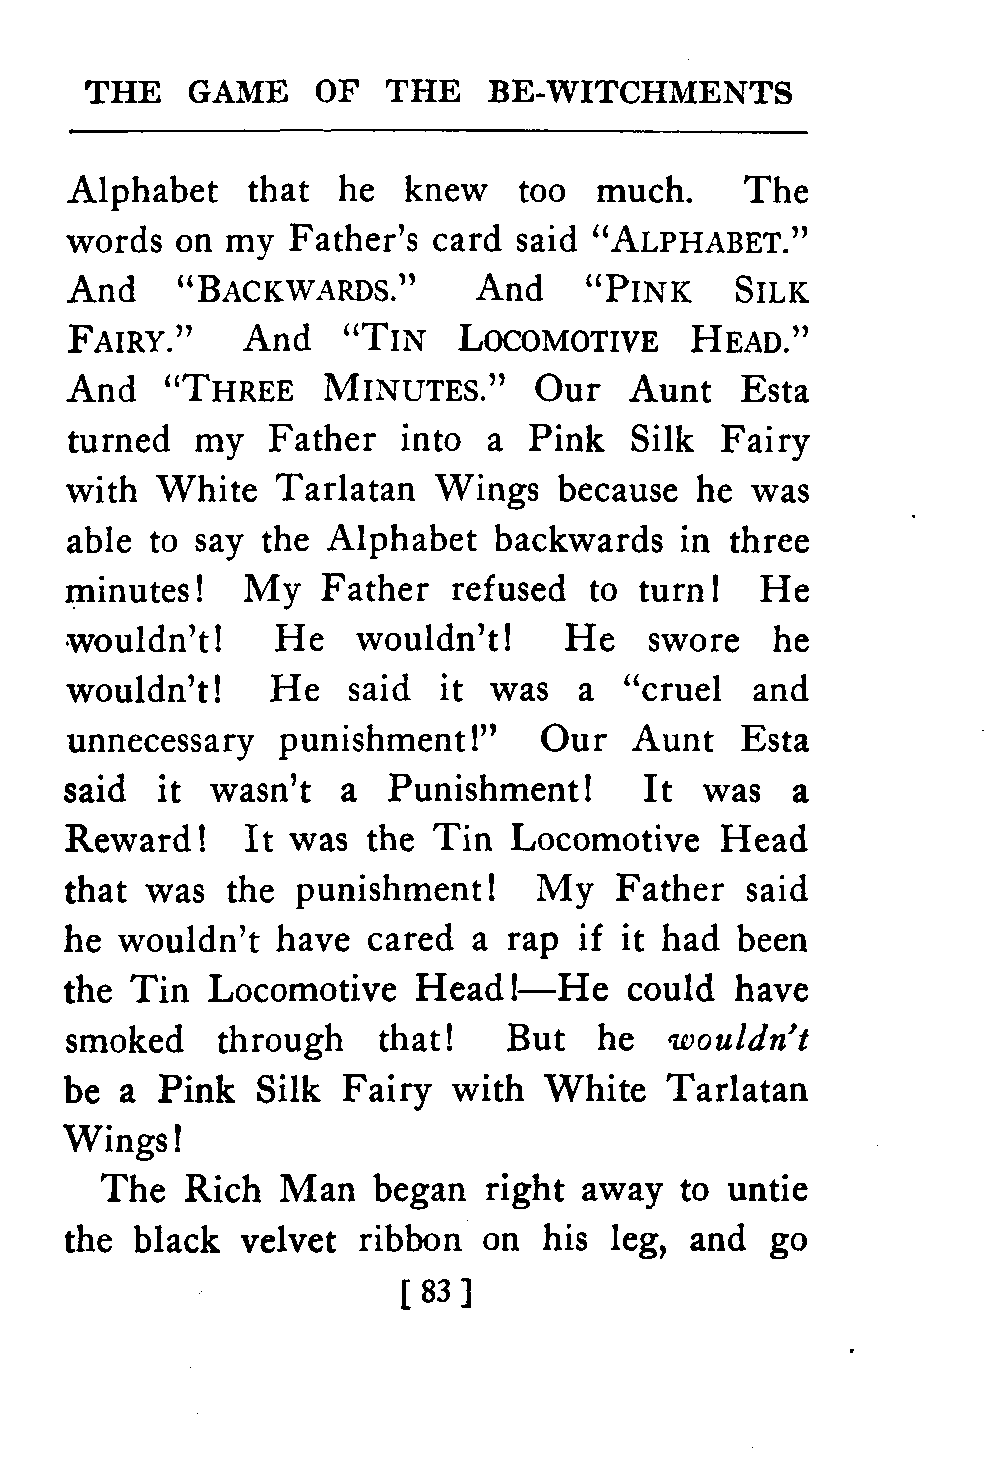 THE GAME OF THE BE-WITCHMENTS
Alphabet that he knew too much. The
words on my Father's card said “ALPHABET.”
And “BACKWARDS.” And “PINK SILK
FAIRY.” And “TIN LOCOMOTIVE HEAD.”
And “THREE MINUTES.” Our Aunt Esta
turned my Father into a Pink Silk Fairy
with White Tarlatan Wings because he was
able to say the Alphabet backwards in three
minutes! My Father refused to turn! He
wouldn't! He wouldn't! He swore he
wouldn't! He said it was a “cruel and
unnecessary punishment!” Our Aunt Esta
said it wasn't a Punishment! It was a
Reward! It was the Tin Locomotive Head
that was the punishment! My Father said
he wouldn't have cared a rap if it had been
the Tin Locomotive Head!—He could have
smoked through that! But he wouldn't
be a Pink Silk Fairy with White Tarlatan
Wings!
The Rich Man began right away to untie
the black velvet ribbon on his leg, and go
[ 83 ]